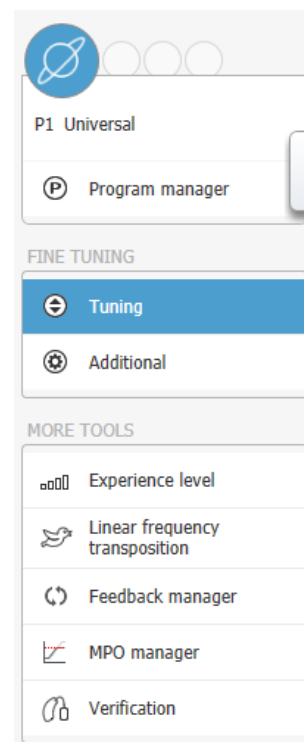 P1 Universal
P Program manager
FINE TUNING
Tuning
Additional
MORE TOOLS
Experience level
Linear frequency
transposition
Feedback manager
MPO manager
Verification